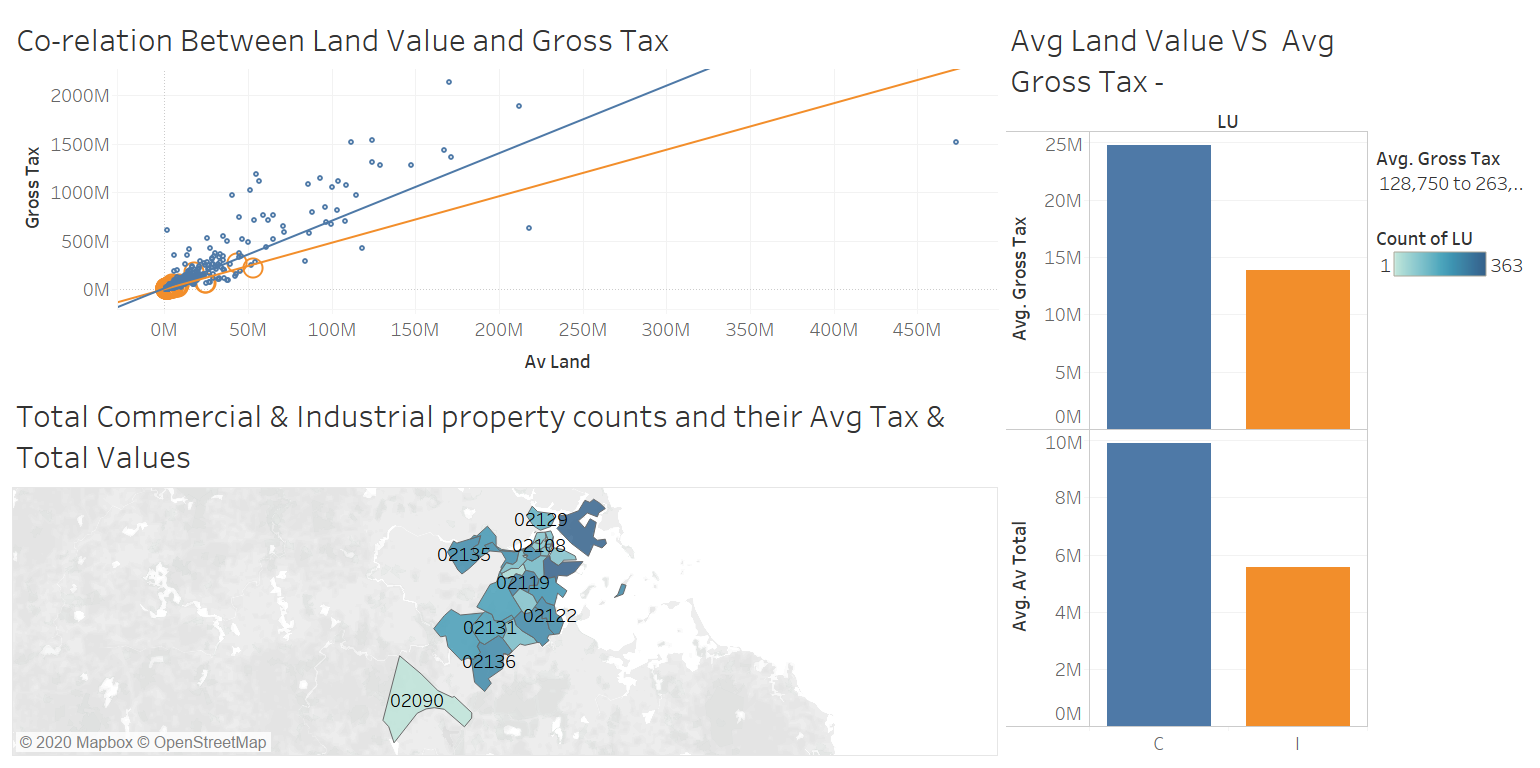 Co-relation Between Land Value and Gross Tax
2000M
1500M
1000M
500M
0M
Gross Tax
0M 50M 100M 150M 200M 250M 300M 350M 400M 450M
Av Land
Avg Land Value VS Avg
Gross Tax -
LU
25M
20M
15M
10M
5M
0M
Avg. Gross Tax
10M
8M
6M
4M
2M
0M
Avg. Av Total
C I
Avg. Gross Tax
128,750 to 263,..
Count of LU
1 363
Total Commercial & Industrial property counts and their Avg Tax &
Total Values
02129
02135
02119
02122
02131
02136
02090
© 2020 Mapbox © OpenStreetMap